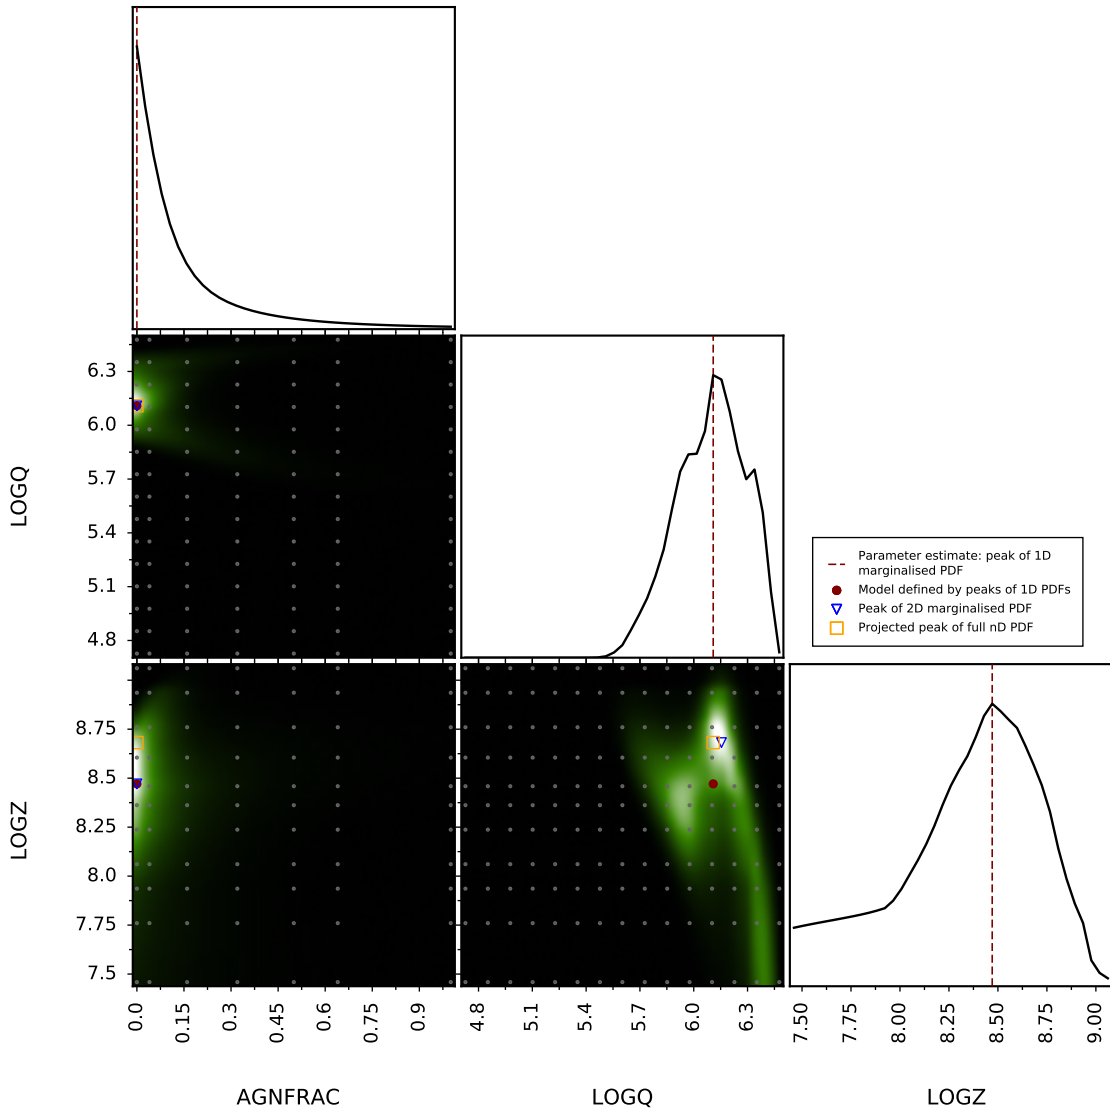 LOGQ
6.3
6.0
5.7
5.4
5.1
4.8
Parameter estimate: peak of 1D
marginalised PDF
Model defined by peaks of 1D PDFs
Peak of 2D marginalised PDF
Projected peak of full nD PDF
LOGZ
8.75
8.5
8.25
8.0
7.75
7.5
0.0 0.15 0.3 0.45 0.6 0.75 0.9
4.8 5.1 5.4 5.7 6.0 6.3
7.50 7.75 8.00 8.25 8.50 8.75 9.00
AGNFRAC LOGQ LOGZ